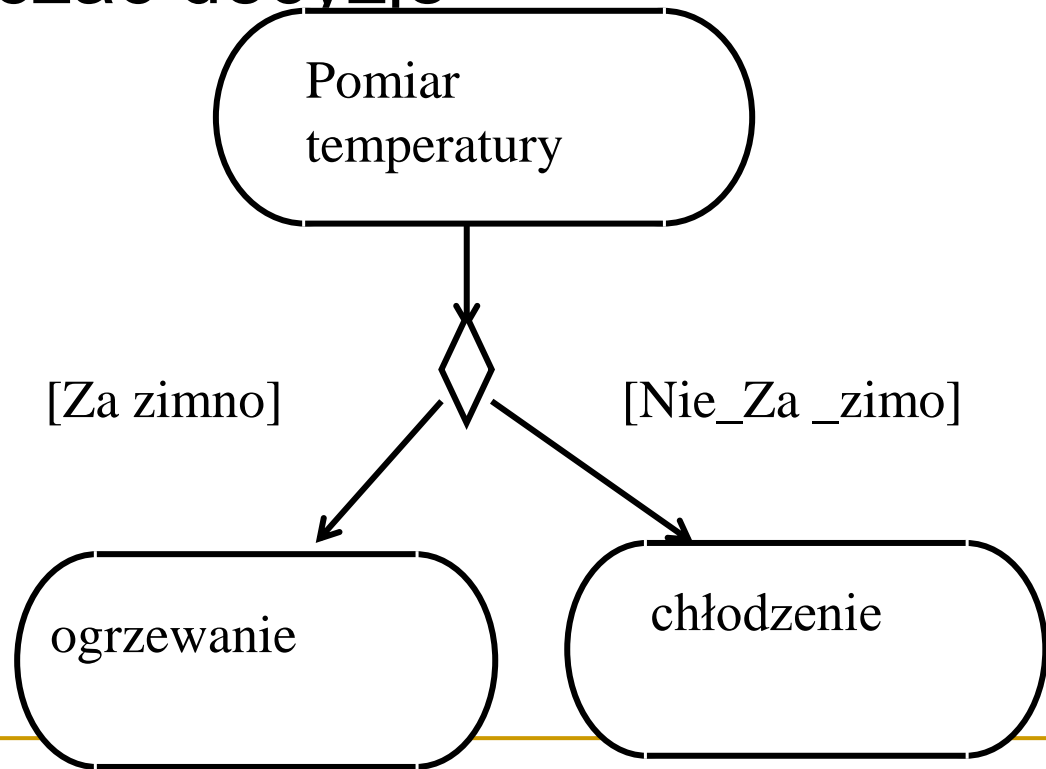 Pomiar
temperatury
[Za zimno]
[Nie_Za _zimo]
ogrzewanie
chłodzenie